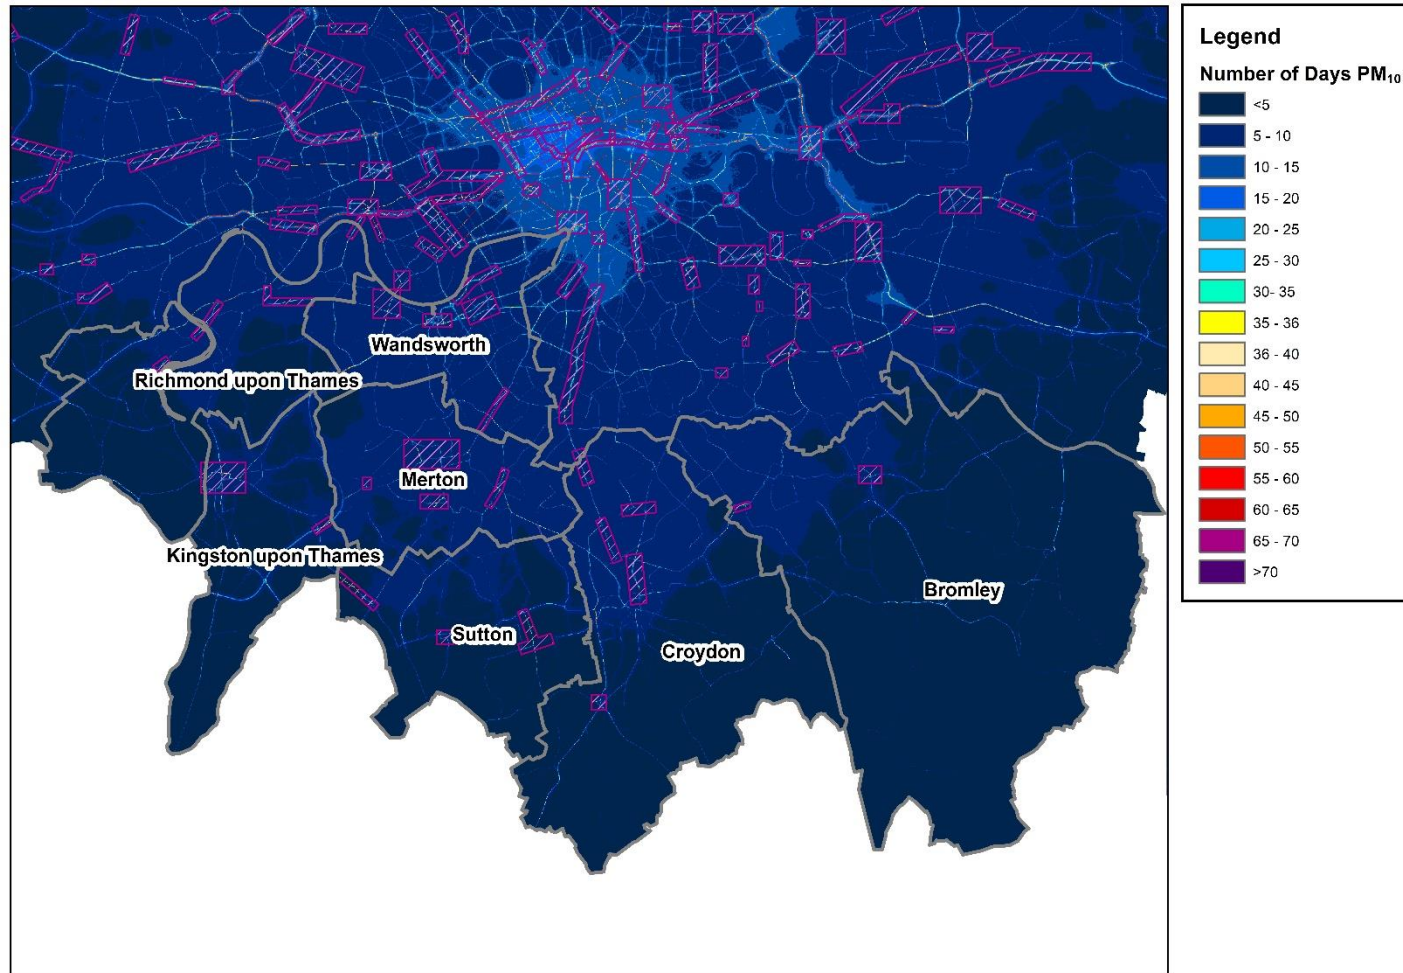 Legend
Number of Days PM₁₀
<5
5 - 10
10 - 15
15 - 20
20 - 25
25 - 30
30- 35
35 - 36
36 - 40
40 - 45
45 - 50
50 - 55
55 - 60
60 - 65
65 - 70
>70
Wandsworth
Richmond upon Thames
Merton
Kingston upon Thames
Bromley
Sutton
Croydon